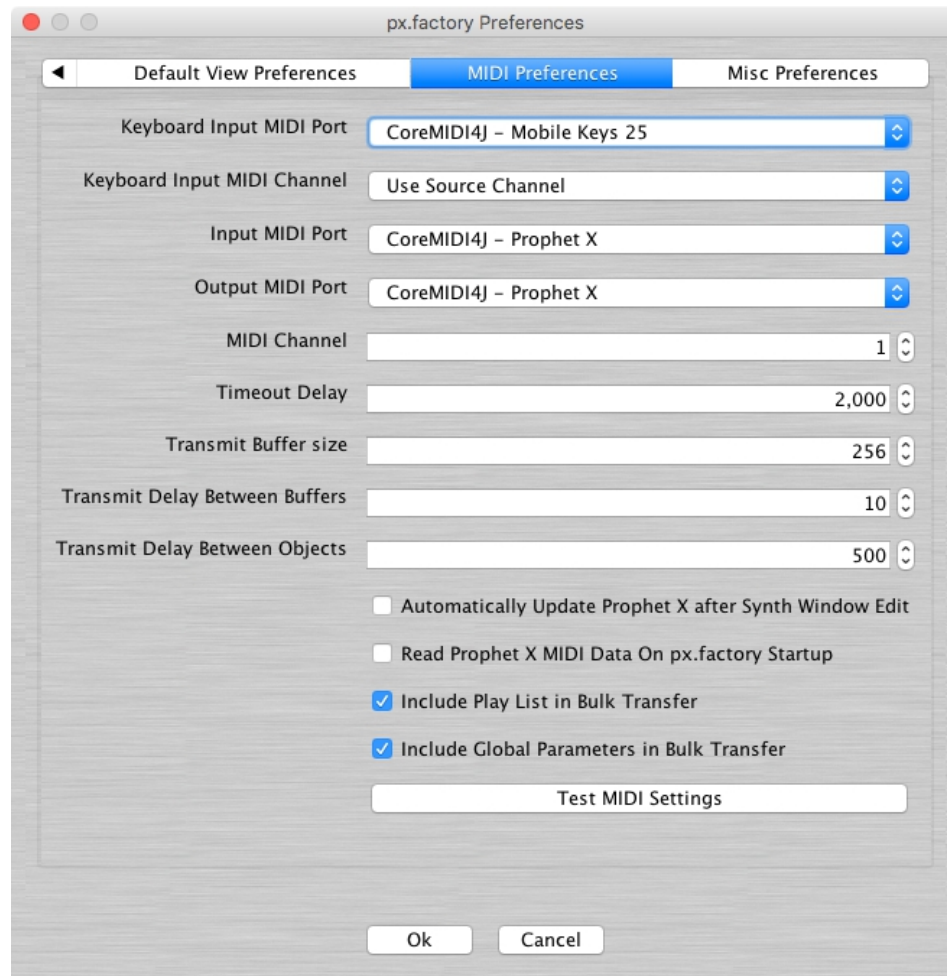 px.factory Preferences
Default View Preferences MIDI Preferences Misc Preferences
Keyboard Input MIDI Port CoreMIDI4J – Mobile Keys 25
Keyboard Input MIDI Channel Use Source Channel
Input MIDI Port CoreMIDI4J – Prophet X
Output MIDI Port CoreMIDI4J – Prophet X
MIDI Channel 1
Timeout Delay 2,000
Transmit Buffer size 256
Transmit Delay Between Buffers 10
Transmit Delay Between Objects 500
Automatically Update Prophet X after Synth Window Edit
Read Prophet X MIDI Data On px.factory Startup
Include Play List in Bulk Transfer
Include Global Parameters in Bulk Transfer
Test MIDI Settings
Ok Cancel